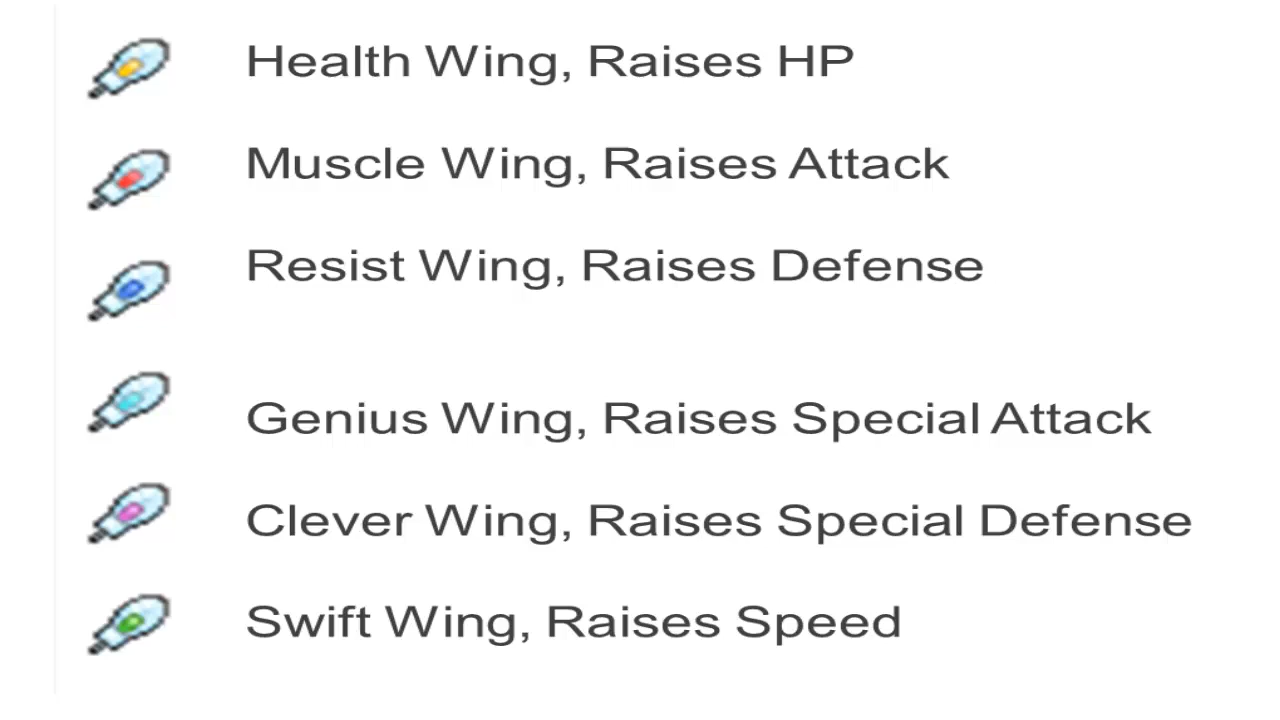 Health Wing, Raises HP
Muscle Wing, Raises Attack
Resist Wing, Raises Defense
Genius Wing, Raises Special Attack
Clever Wing, Raises Special Defense
Swift Wing, Raises Speed